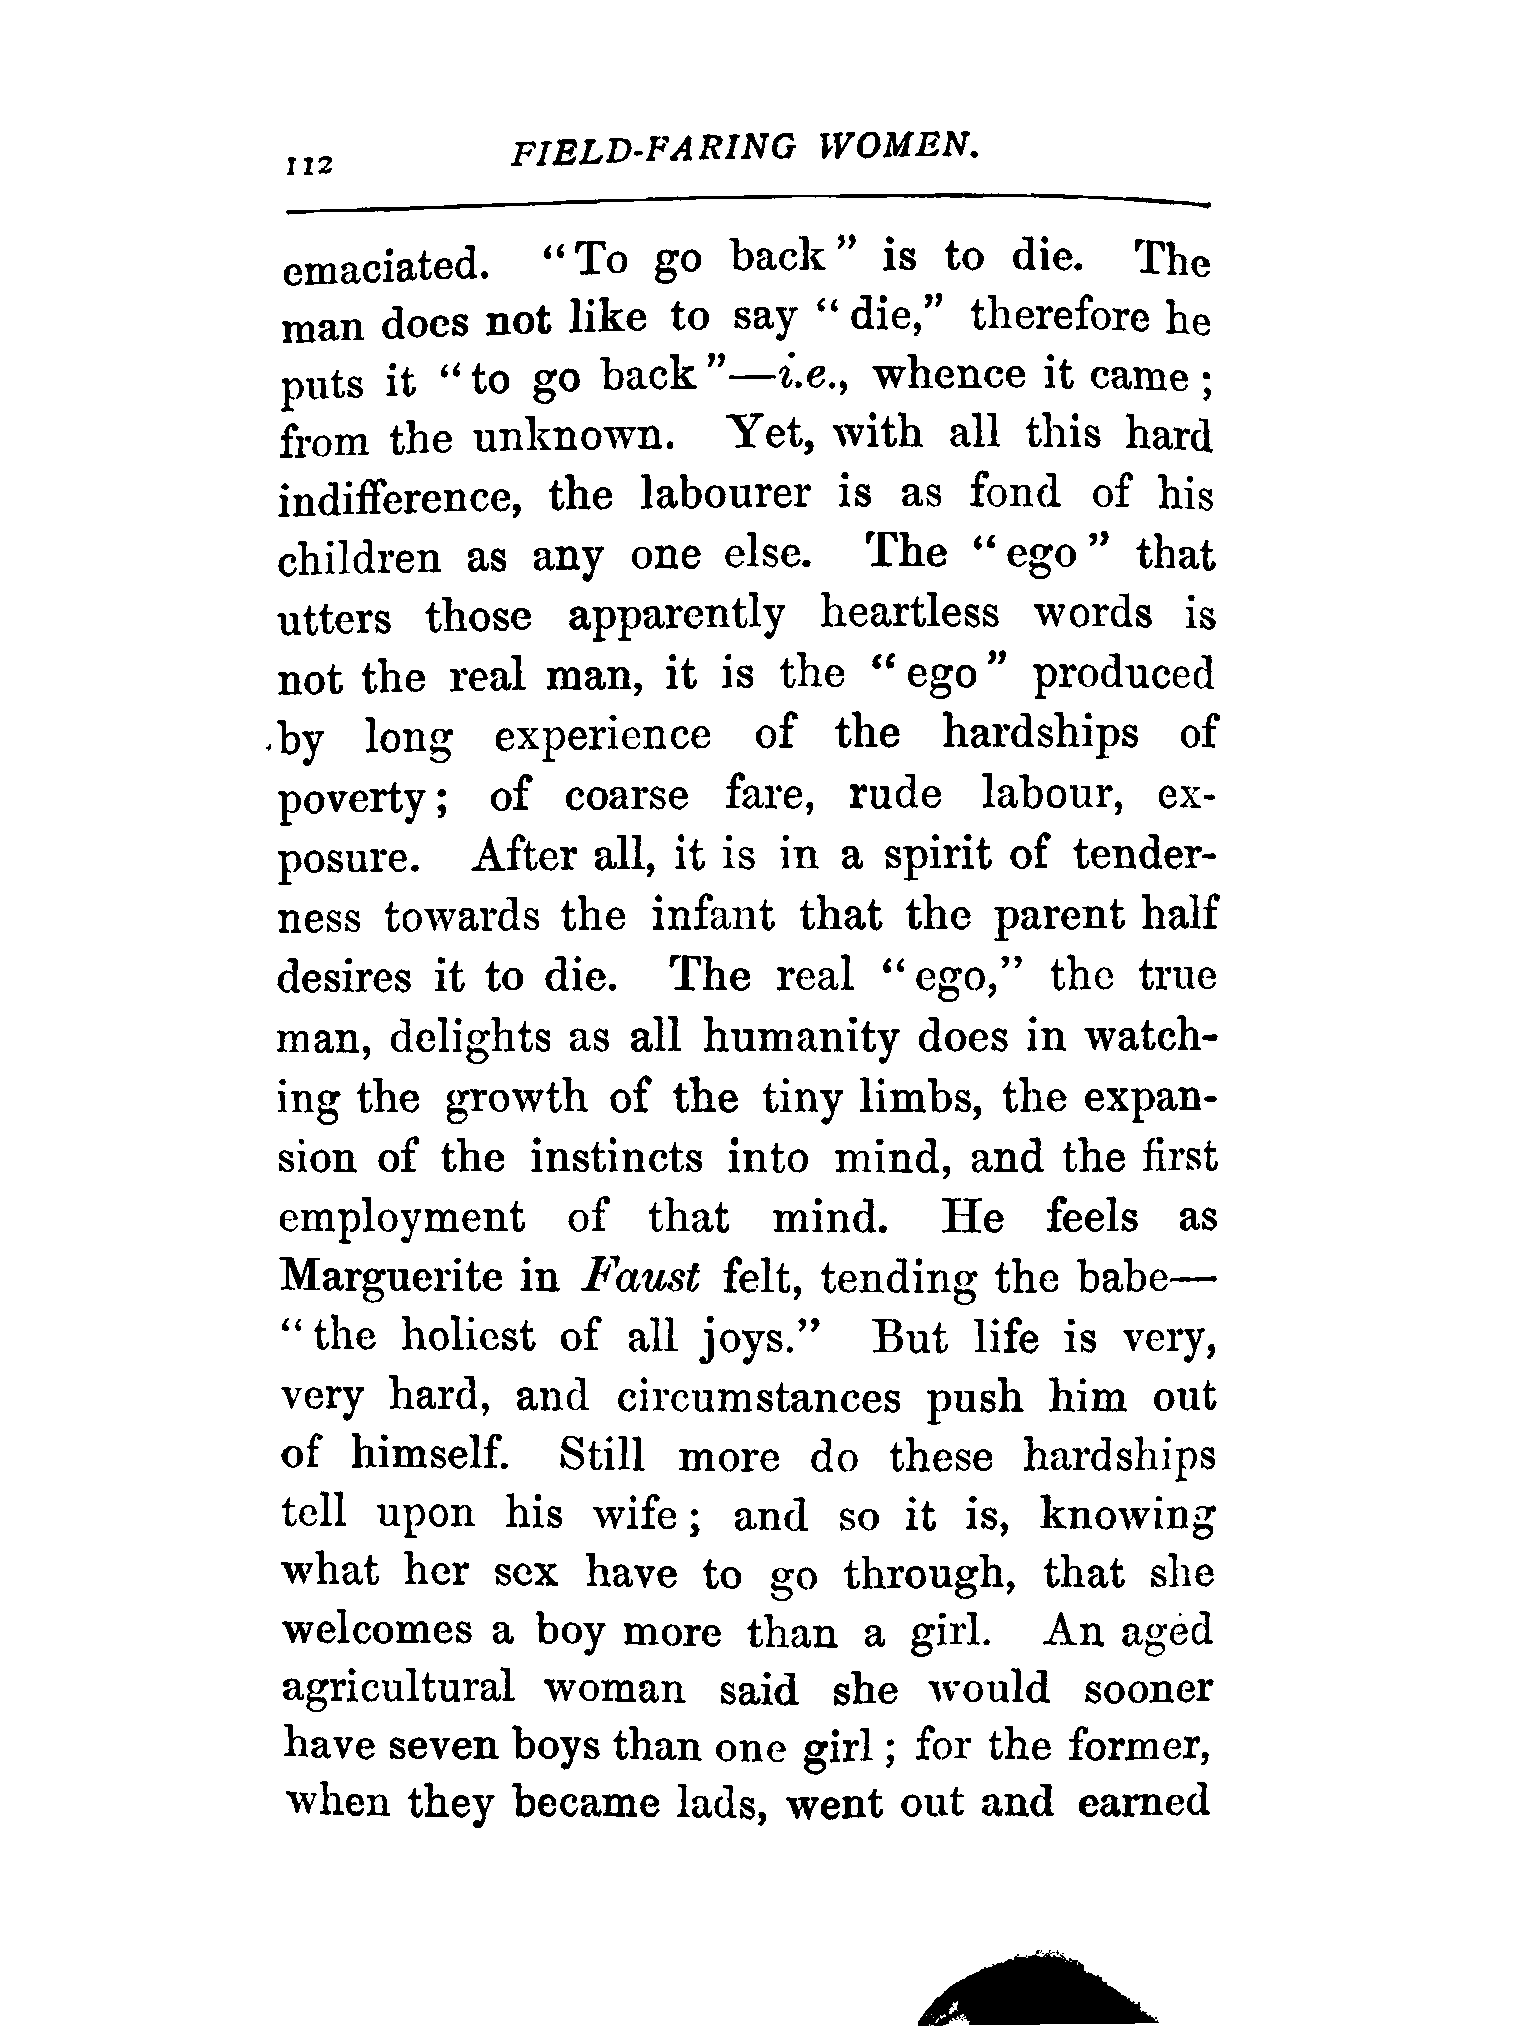 112 FIELD-FARING WOMEN.
emaciated. "To go back" is to die. The
man does not like to say "die," therefore he
puts it "to go back"—i.e., whence it came;
from the unknown. Yet, with all this hard
indifference, the labourer is as fond of his
children as any one else. The "ego" that
utters those apparently heartless words is
not the real man, it is the "ego" produced
by long experience of the hardships of
poverty; of coarse fare, rude labour, ex-
posure. After all, it is in a spirit of tender-
ness towards the infant that the parent half
desires it to die. The real "ego," the true
man, delights as all humanity does in watch-
ing the growth of the tiny limbs, the expan-
sion of the instincts into mind, and the first
employment of that mind. He feels as
Marguerite in Faust felt, tending the babe—
"the holiest of all joys." But life is very,
very hard, and circumstances push him out
of himself. Still more do these hardships
tell upon his wife; and so it is, knowing
what her sex have to go through, that she
welcomes a boy more than a girl. An aged
agricultural woman said she would sooner
have seven boys than one girl; for the former,
when they became lads, went out and earned